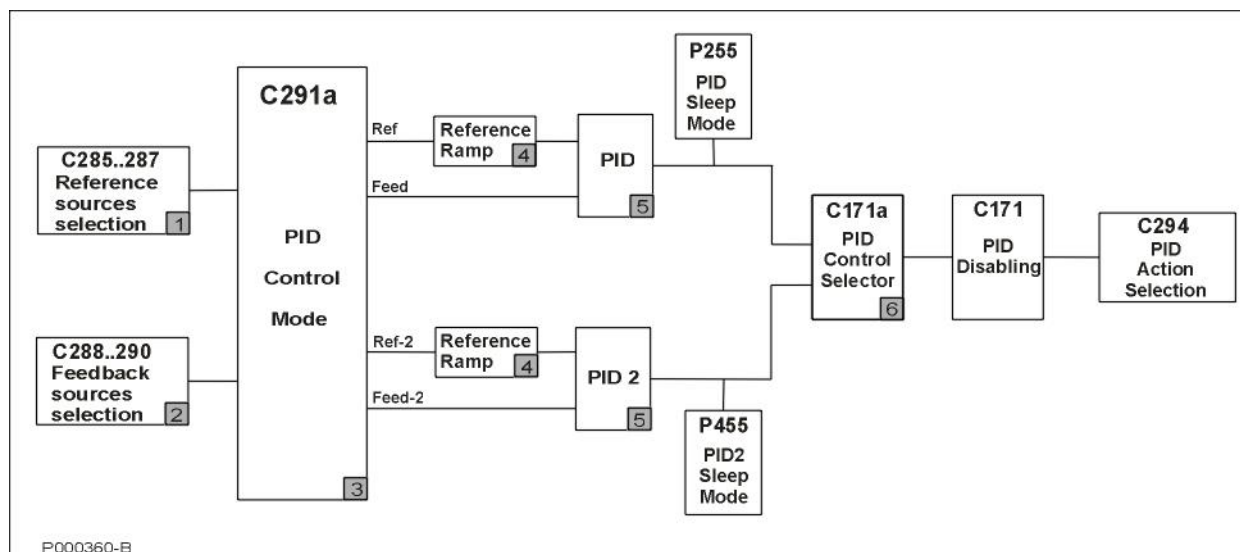 C285..287
Reference
sources
selection
1
C288..290
Feedback
sources
selection
2
C291a
PID
Control
Mode
3
Ref
Feed
Ref-2
Feed-2
Reference
Ramp
4
Reference
Ramp
4
PID
5
PID 2
5
P255
PID
Sleep
Mode
P455
PID2
Sleep
Mode
C171a
PID
Control
Selector
6
C171
PID
Disabling
C294
PID
Action
Selection
P000360-B